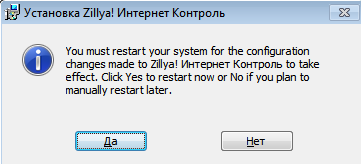 Установка Zillya! Интернет Контроль
You must restart your system for the configuration
changes made to Zillya! Интернет Контроль to take
effect. Click Yes to restart now or No if you plan to
manually restart later.
Да
Нет